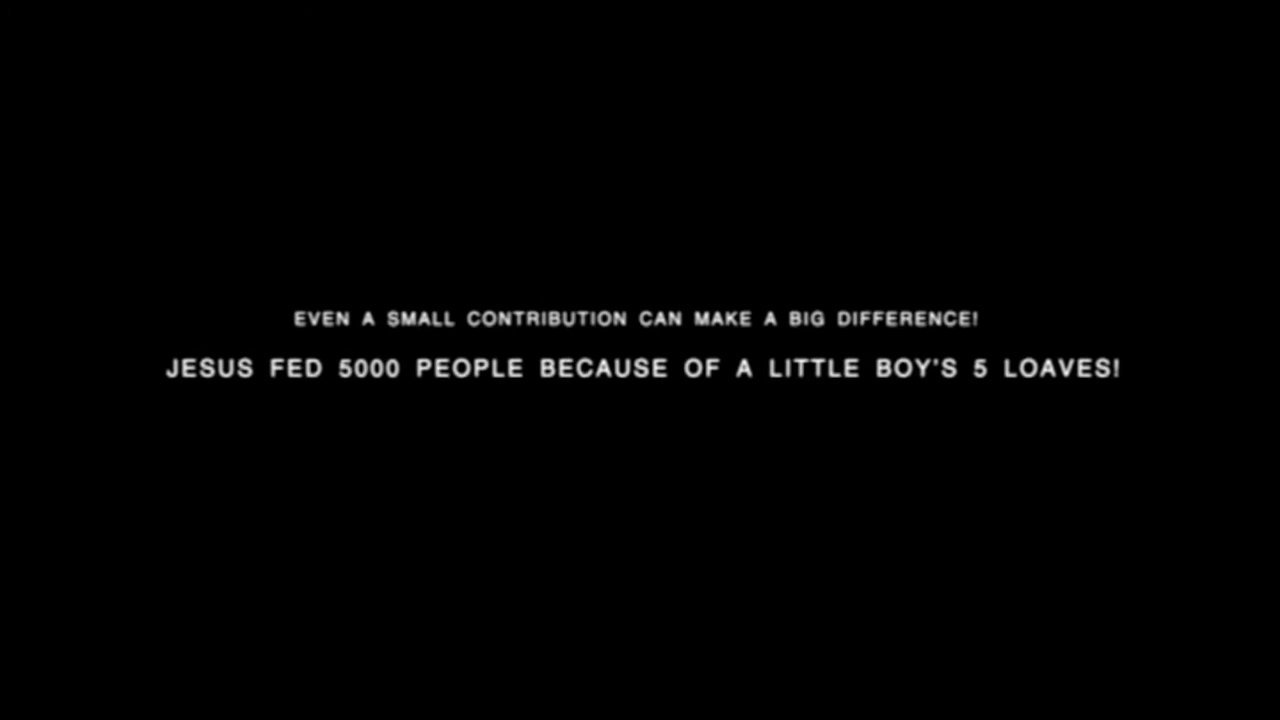 EVEN A SMALL CONTRIBUTION CAN MAKE A BIG DIFFERENCE!
JESUS FED 5000 PEOPLE BECAUSE OF A LITTLE BOY'S 5 LOAVES!